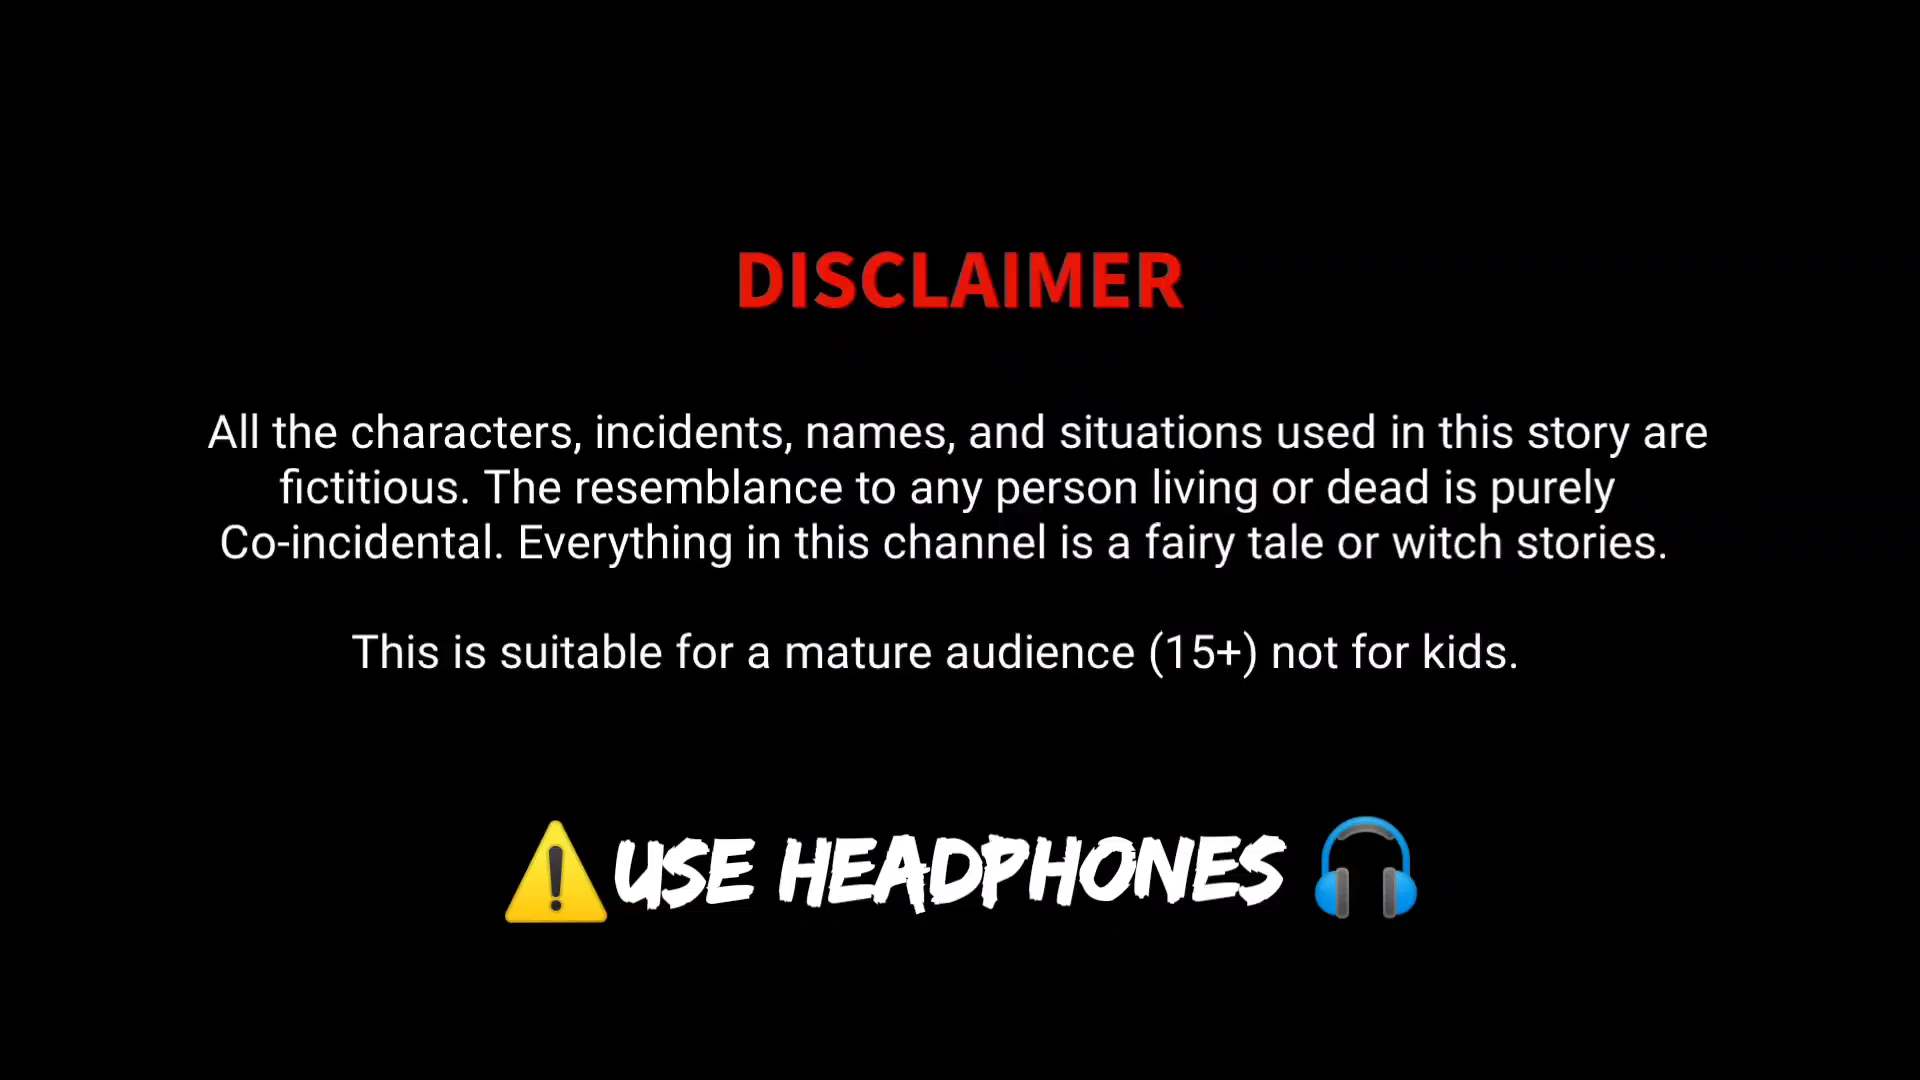 DISCLAIMER
All the characters, incidents, names, and situations used in this story are
fictitious. The resemblance to any person living or dead is purely
Co-incidental. Everything in this channel is a fairy tale or witch stories.
This is suitable for a mature audience (15+) not for kids.
⚠️USE HEADPHONES 🎧